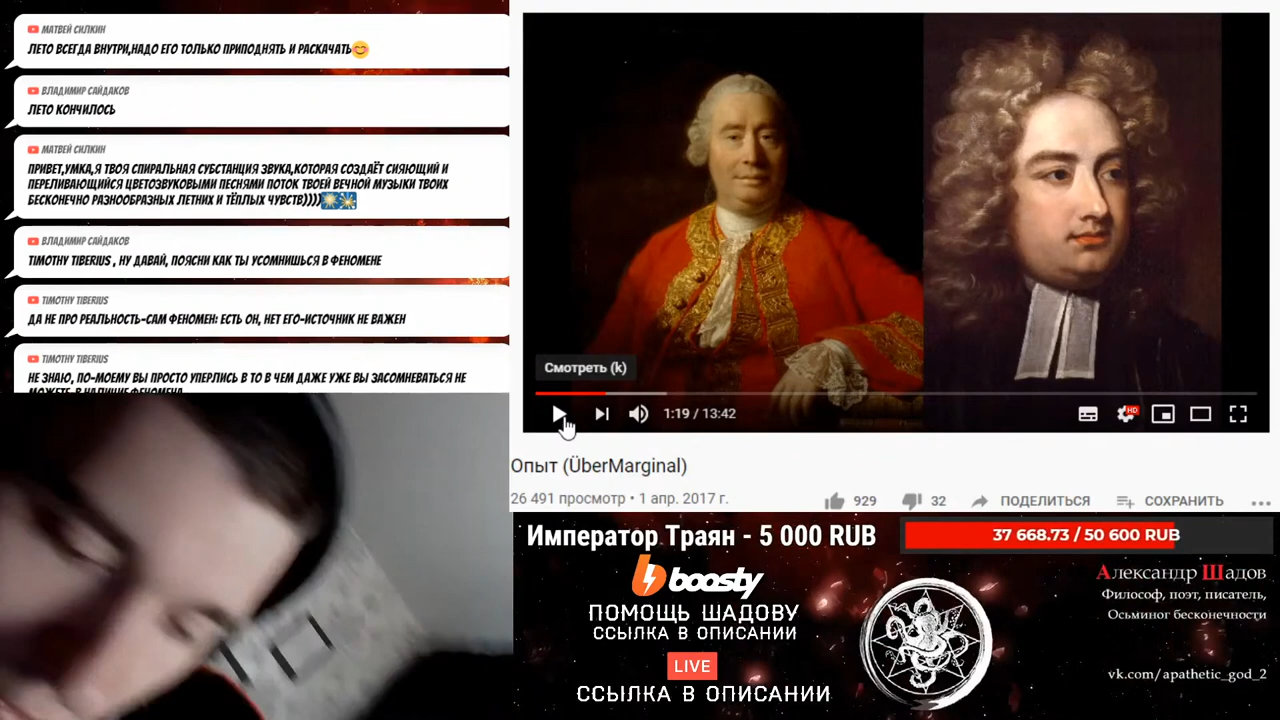 МАТВЕЙ СИЛКИН
ЛЕТО ВСЕГДА ВНУТРИ,НАДО ЕГО ТОЛЬКО ПРИПОДНЯТЬ И РАСКАЧАТЬ😊
ВЛАДИМИР САЙДАКОВ
ЛЕТО КОНЧИЛОСЬ
МАТВЕЙ СИЛКИН
ПРИВЕТ,УМКА,Я ТВОЯ СПИРАЛЬНАЯ СУБСТАНЦИЯ ЗВУКА,КОТОРАЯ СОЗДАЁТ СИЯЮЩИЙ И
ПЕРЕЛИВАЮЩИЙСЯ ЦВЕТОЗВУКОВЫМИ ПЕСНЯМИ ПОТОК ТВОЕЙ ВЕЧНОЙ МУЗЫКИ ТВОИХ
БЕСКОНЕЧНО РАЗНООБРАЗНЫХ ЛЕТНИХ И ТЁПЛЫХ ЧУВСТВ))))
ВЛАДИМИР САЙДАКОВ
TIMOTHY TIBERIUS , НУ ДАВАЙ, ПОЯСНИ КАК ТЫ УСОМНИШЬСЯ В ФЕНОМЕНЕ
TIMOTHY TIBERIUS
ДА НЕ ПРО РЕАЛЬНОСТЬ-САМ ФЕНОМЕН: ЕСТЬ ОН, НЕТ ЕГО-ИСТОЧНИК НЕ ВАЖЕН
TIMOTHY TIBERIUS
НЕ ЗНАЮ, ПО-МОЕМУ ВЫ ПРОСТО УПЕРЛИСЬ В ТО В ЧЕМ ДАЖЕ УЖЕ ВЫ ЗАСОМНЕВАТЬСЯ НЕ
МОЖЕТЕ, В НАЛИЧИЕ ФЕНОМЕНА
Смотреть (k)
1:19 / 13:42
HD
Опыт (ÜberMarginal)
26 491 просмотр • 1 апр. 2017 г.
929
32
ПОДЕЛИТЬСЯ
СОХРАНИТЬ
Император Траян - 5 000 RUB
37 668.73 / 50 600 RUB
boosty
ПОМОЩЬ ШАДОВУ
ССЫЛКА В ОПИСАНИИ
LIVE
ССЫЛКА В ОПИСАНИИ
Александр Шадов
Философ, поэт, писатель,
Осьминог бесконечности
vk.com/apathetic_god_2